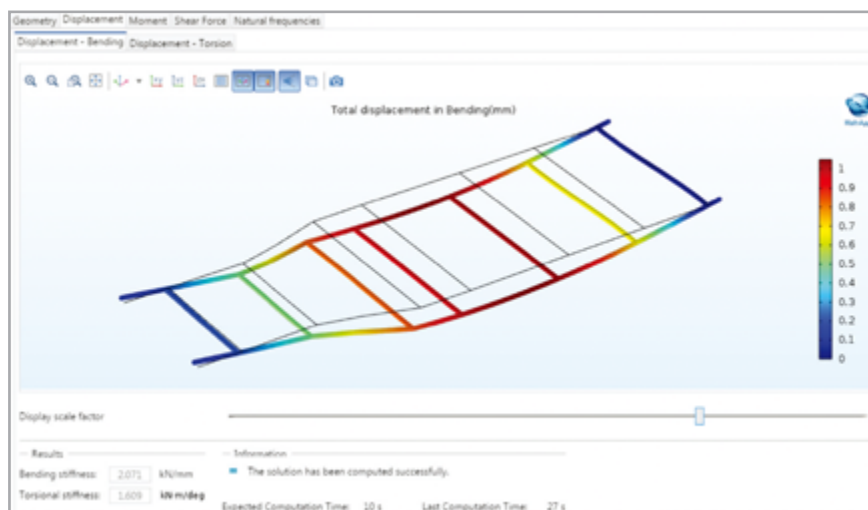 Geometry Displacement Moment Shear Force Natural frequencies
Displacement - Bending Displacement - Torsion
Total displacement in Bending(mm)
1
0.9
0.8
0.7
0.6
0.5
0.4
0.3
0.2
0.1
0
Display scale factor
Results
Information
Bending stiffness: 2.071 kN/mm
The solution has been computed successfully.
Torsional stiffness: 1.609 kN·m/deg
Expected Computation Time: 10 s Last Computation Time: 27 s